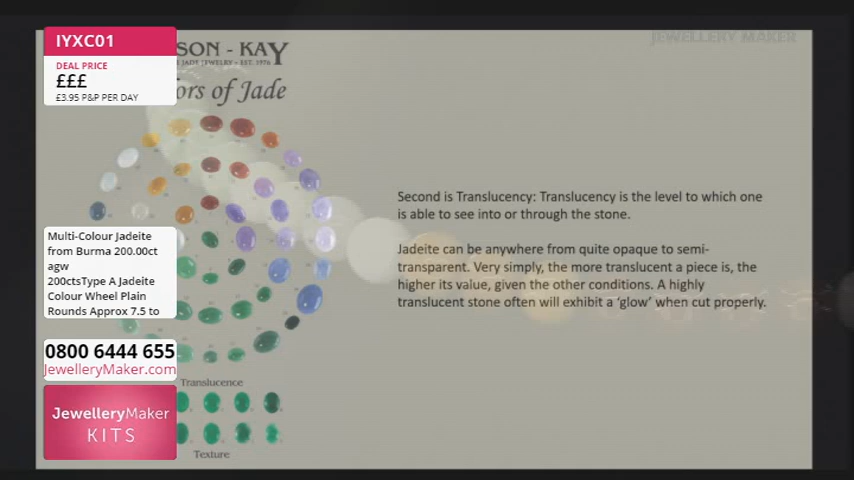 JEWELLERY MAKER
IYXC01
DEAL PRICE
£££
£3.95 P&P PER DAY
SON - KAY
JADE JEWELRY • EST. 1976
ors of Jade
Second is Translucency: Translucency is the level to which one
is able to see into or through the stone.
Jadeite can be anywhere from quite opaque to semi-
transparent. Very simply, the more translucent a piece is, the
higher its value, given the other conditions. A highly
translucent stone often will exhibit a ‘glow’ when cut properly.
Multi-Colour Jadeite
from Burma 200.00ct
agw
200ctsType A Jadeite
Colour Wheel Plain
Rounds Approx 7.5 to
0800 6444 655
JewelleryMaker.com
Translucence
JewelleryMaker
KITS
Texture